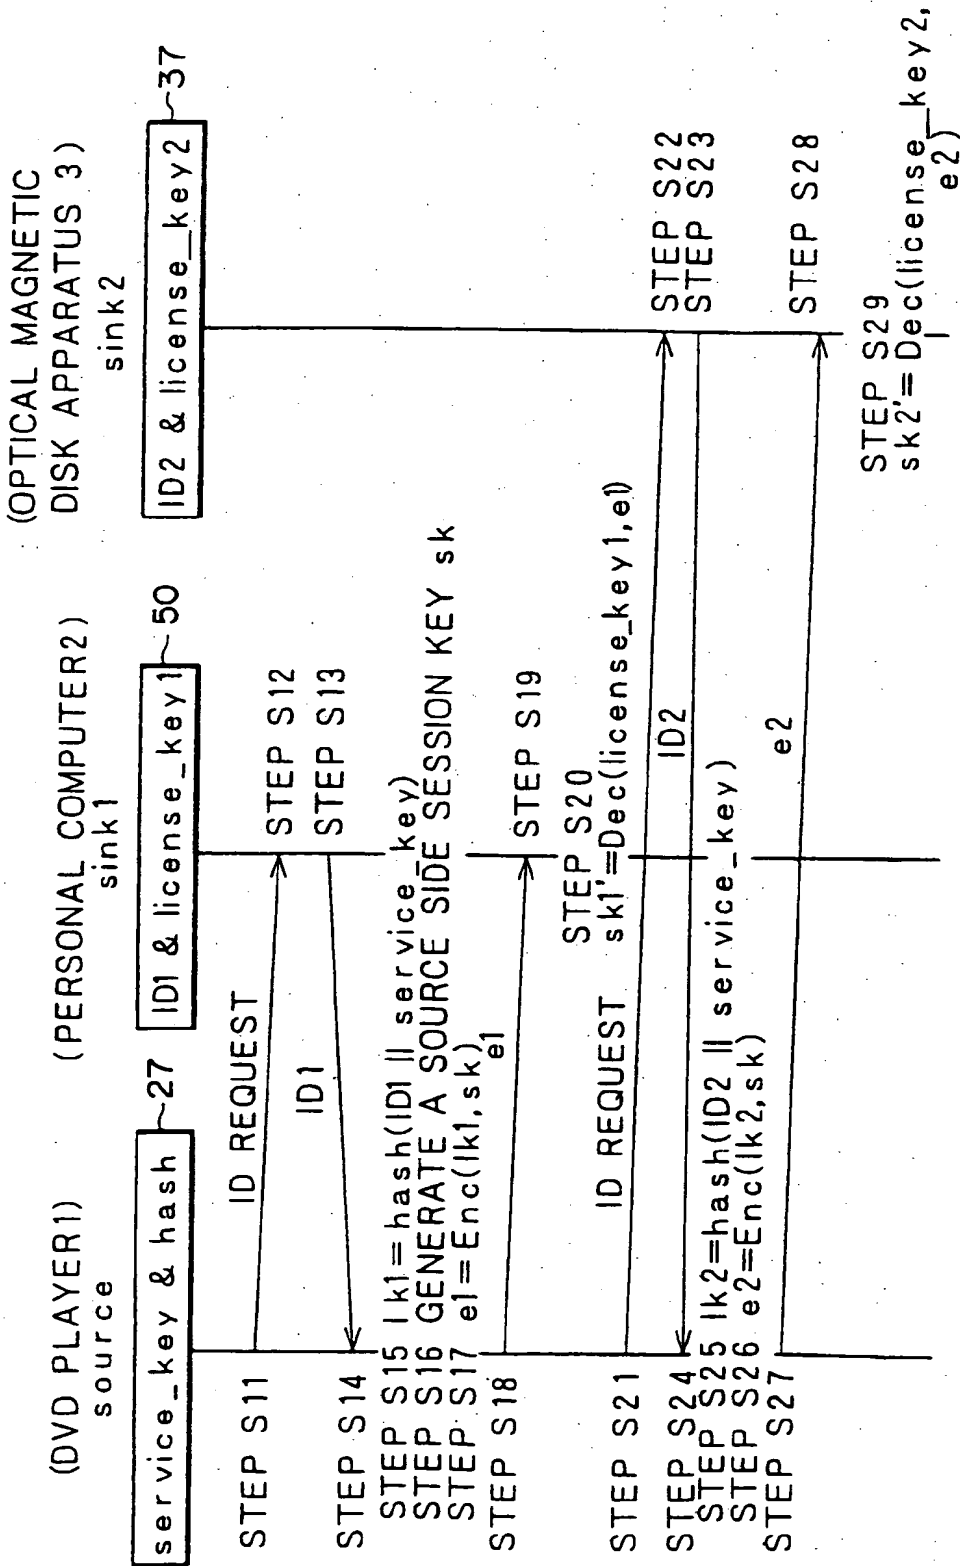 (DVD PLAYER1)
source
service_key & hash
27
(PERSONAL COMPUTER2)
sink1
ID1 & license_key1
50
(OPTICAL MAGNETIC
DISK APPARATUS 3)
sink2
ID2 & license_key2
37
STEP S11
ID REQUEST
STEP S12
STEP S13
ID1
STEP S14
STEP S15 lk1=hash(ID1 || service_key)
STEP S16 GENERATE A SOURCE SIDE SESSION KEY sk
STEP S17 e1=Enc(lk1,sk)
STEP S18
e1
STEP S19
STEP S20
sk1'=Dec(license_key1,e1)
STEP S21
ID REQUEST
STEP S22
STEP S23
ID2
STEP S24
STEP S25 lk2=hash(ID2 || service_key)
STEP S26 e2=Enc(lk2,sk)
STEP S27
e2
STEP S28
STEP S29
sk2'=Dec(license_key2,
e2)